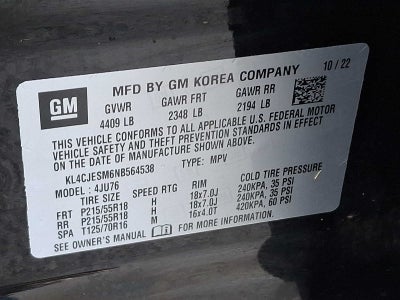 GM
MFD BY GM KOREA COMPANY 10/22
GVWR GAWR FRT GAWR RR
4409 LB 2348 LB 2194 LB
THIS VEHICLE CONFORMS TO ALL APPLICABLE U.S. FEDERAL MOTOR
VEHICLE SAFETY AND THEFT PREVENTION STANDARDS IN EFFECT
ON THE DATE OF MANUFACTURE SHOWN ABOVE.
KL4CJESM6NB564538 TYPE: MPV
MODEL: 4JU76
TIRE SIZE SPEED RTG RIM COLD TIRE PRESSURE
FRT P215/55R18 H 18x7.0J 240KPA, 35 PSI
RR P215/55R18 H 18x7.0J 240KPA, 35 PSI
SPA T125/70R16 M 16x4.0T 420KPA, 60 PSI
SEE OWNER'S MANUAL FOR MORE INFORMATION.